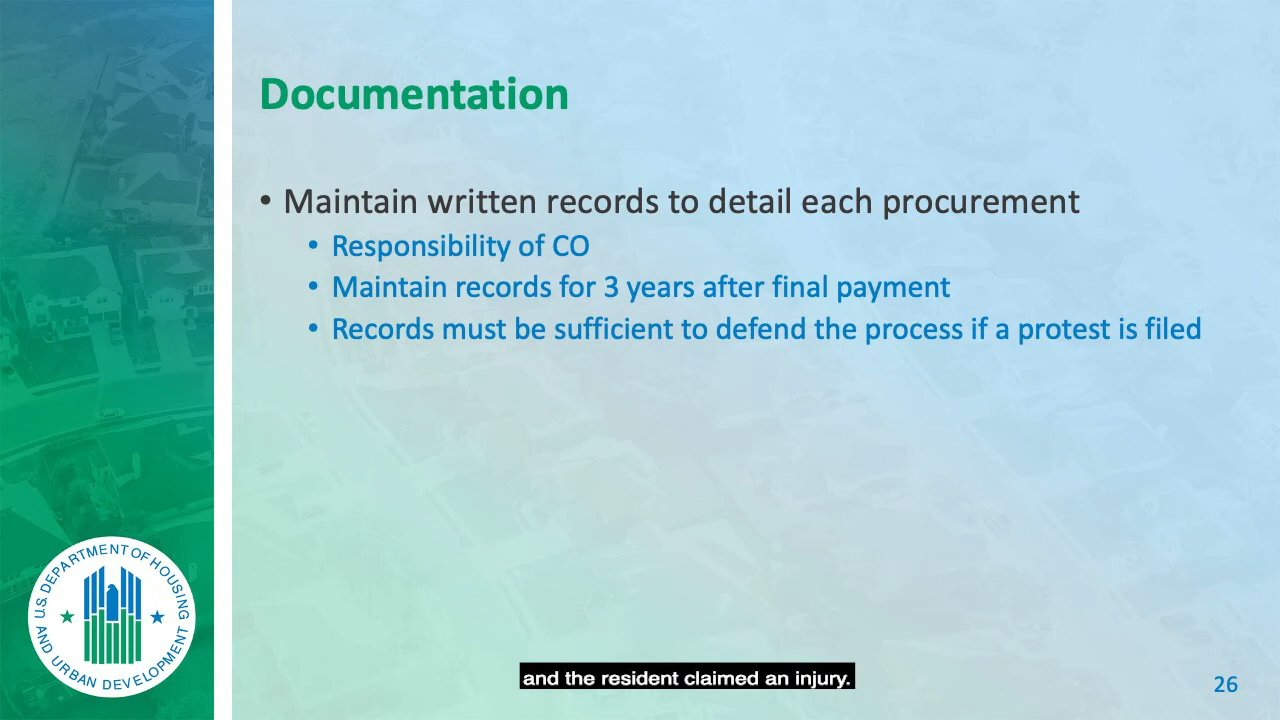 Documentation
• Maintain written records to detail each procurement
• Responsibility of CO
• Maintain records for 3 years after final payment
• Records must be sufficient to defend the process if a protest is filed
U.S. DEPARTMENT OF HOUSING
AND URBAN DEVELOPMENT
and the resident claimed an injury.
26